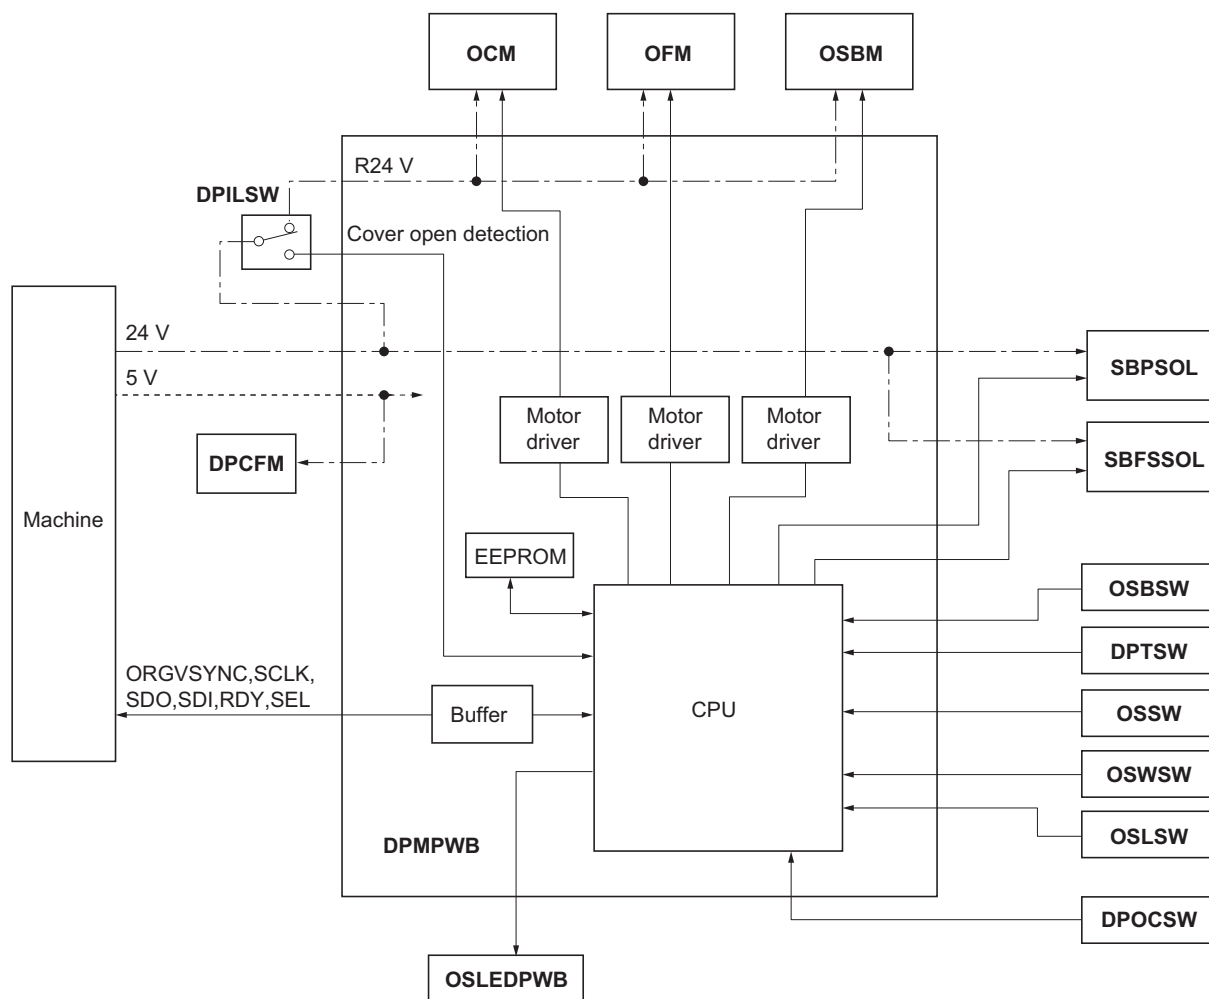 OCM
OFM
OSBM
R24 V
DPILSW
Cover open detection
24 V
5 V
SBPSOL
Motor
driver
Motor
driver
Motor
driver
DPCFM
SBFSSOL
Machine
EEPROM
OSBSW
DPTSW
ORGVSYNC,SCLK,
SDO,SDI,RDY,SEL
Buffer
CPU
OSSW
OSWSW
DPMPWB
OSLSW
DPOCSW
OSLEDPWB